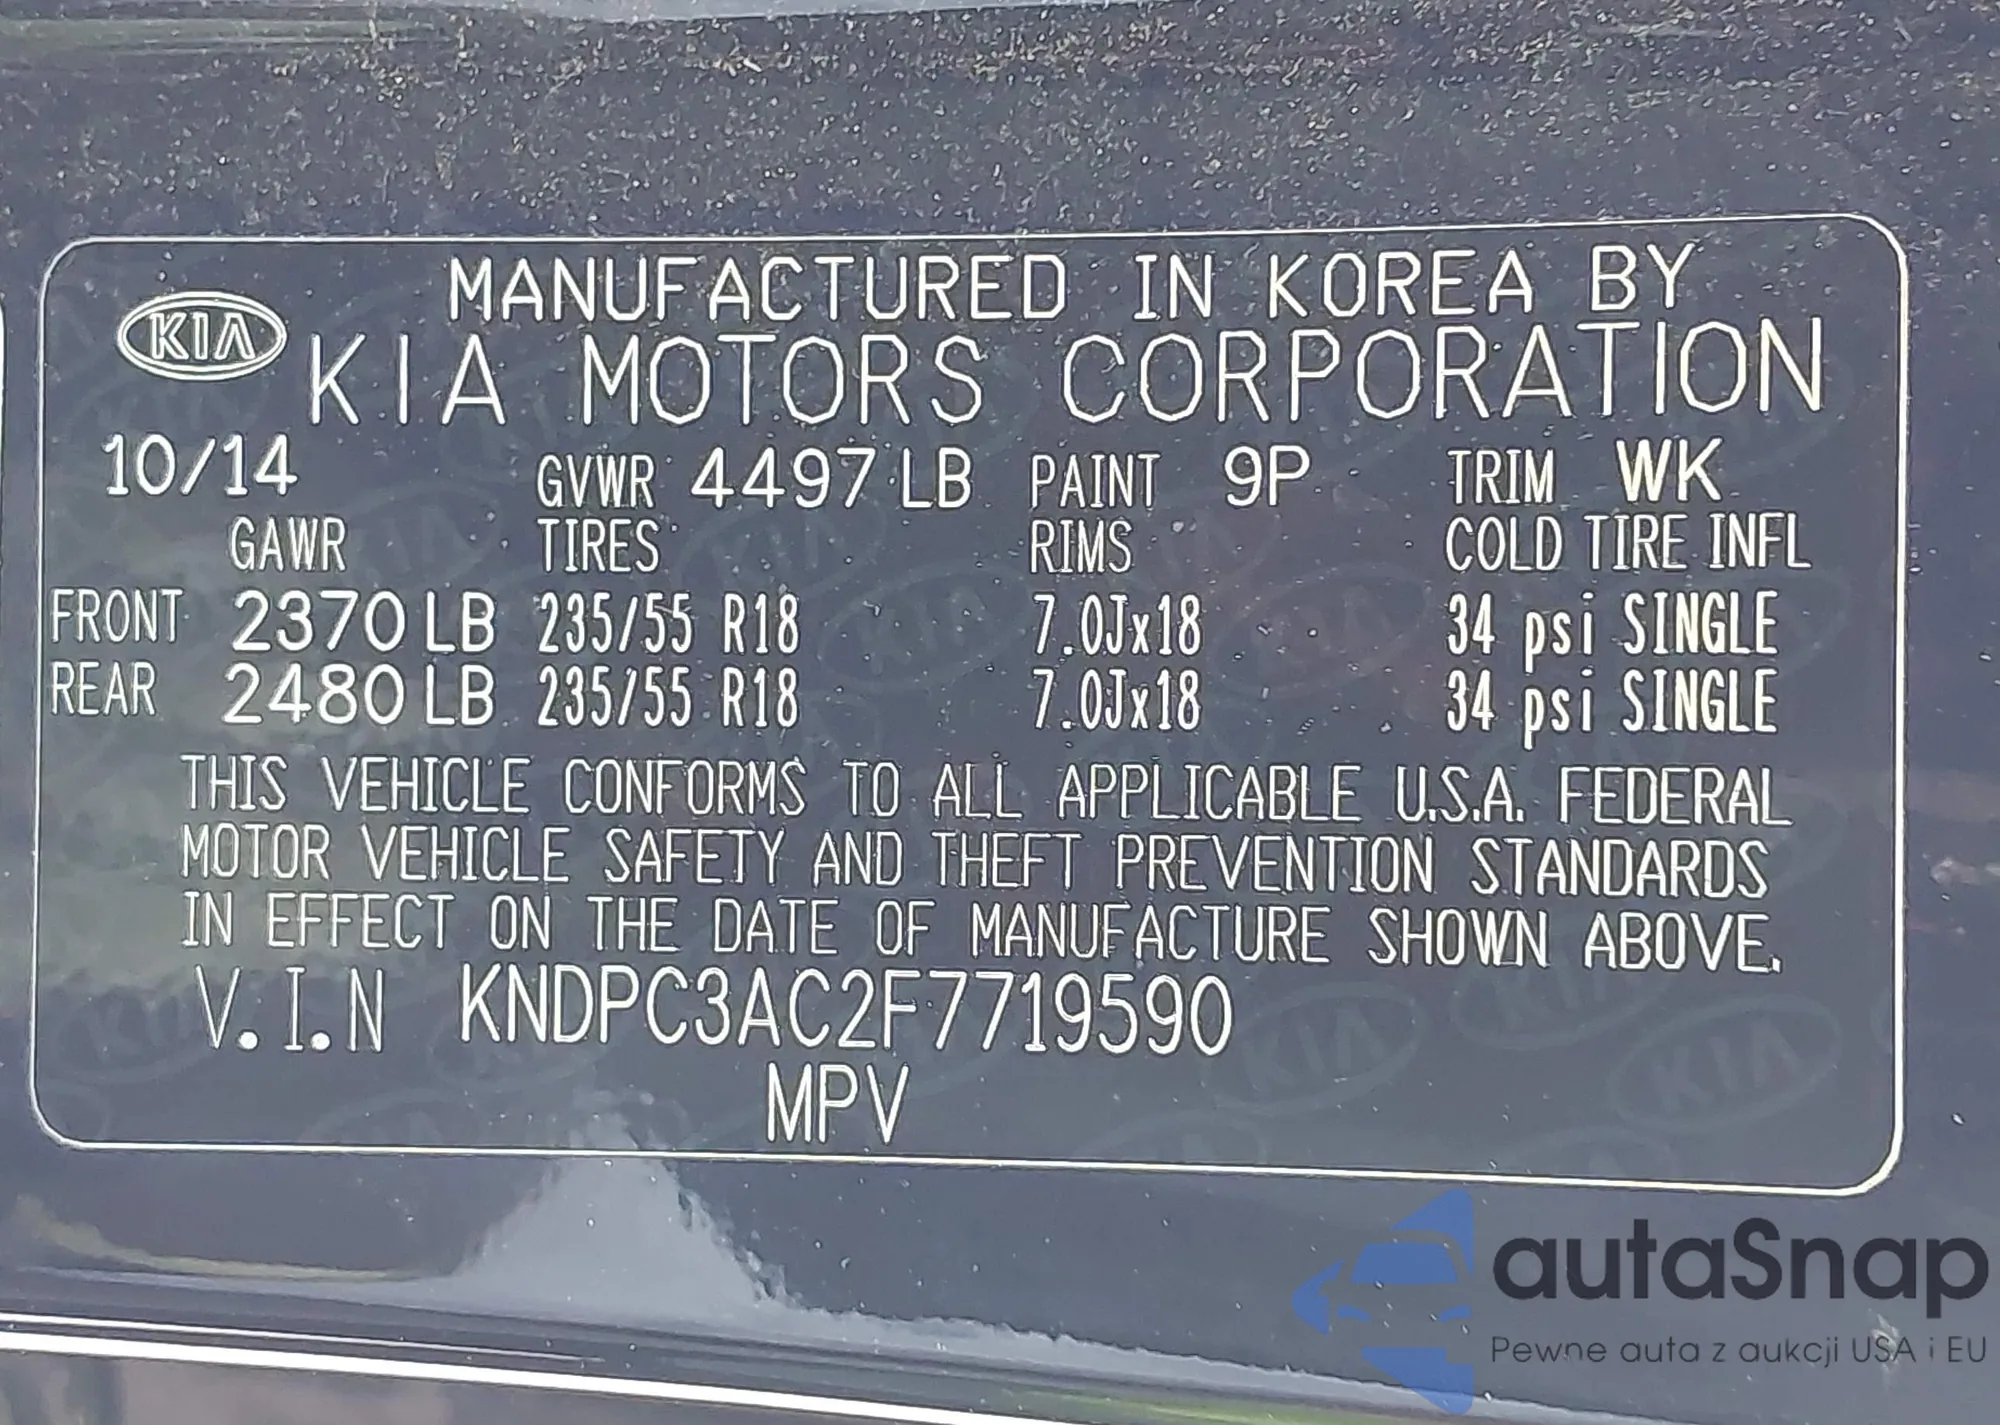 MANUFACTURED IN KOREA BY
KIA KIA MOTORS CORPORATION
10/14 GVWR 4497 LB PAINT 9P TRIM WK
GAWR TIRES RIMS COLD TIRE INFL
FRONT 2370 LB 235/55 R18 7.0Jx18 34 psi SINGLE
REAR 2480 LB 235/55 R18 7.0Jx18 34 psi SINGLE
THIS VEHICLE CONFORMS TO ALL APPLICABLE U.S.A. FEDERAL
MOTOR VEHICLE SAFETY AND THEFT PREVENTION STANDARDS
IN EFFECT ON THE DATE OF MANUFACTURE SHOWN ABOVE.
V.I.N KNDPC3AC2F7719590
MPV
autaSnap
Pewne auta z aukcji USA i EU